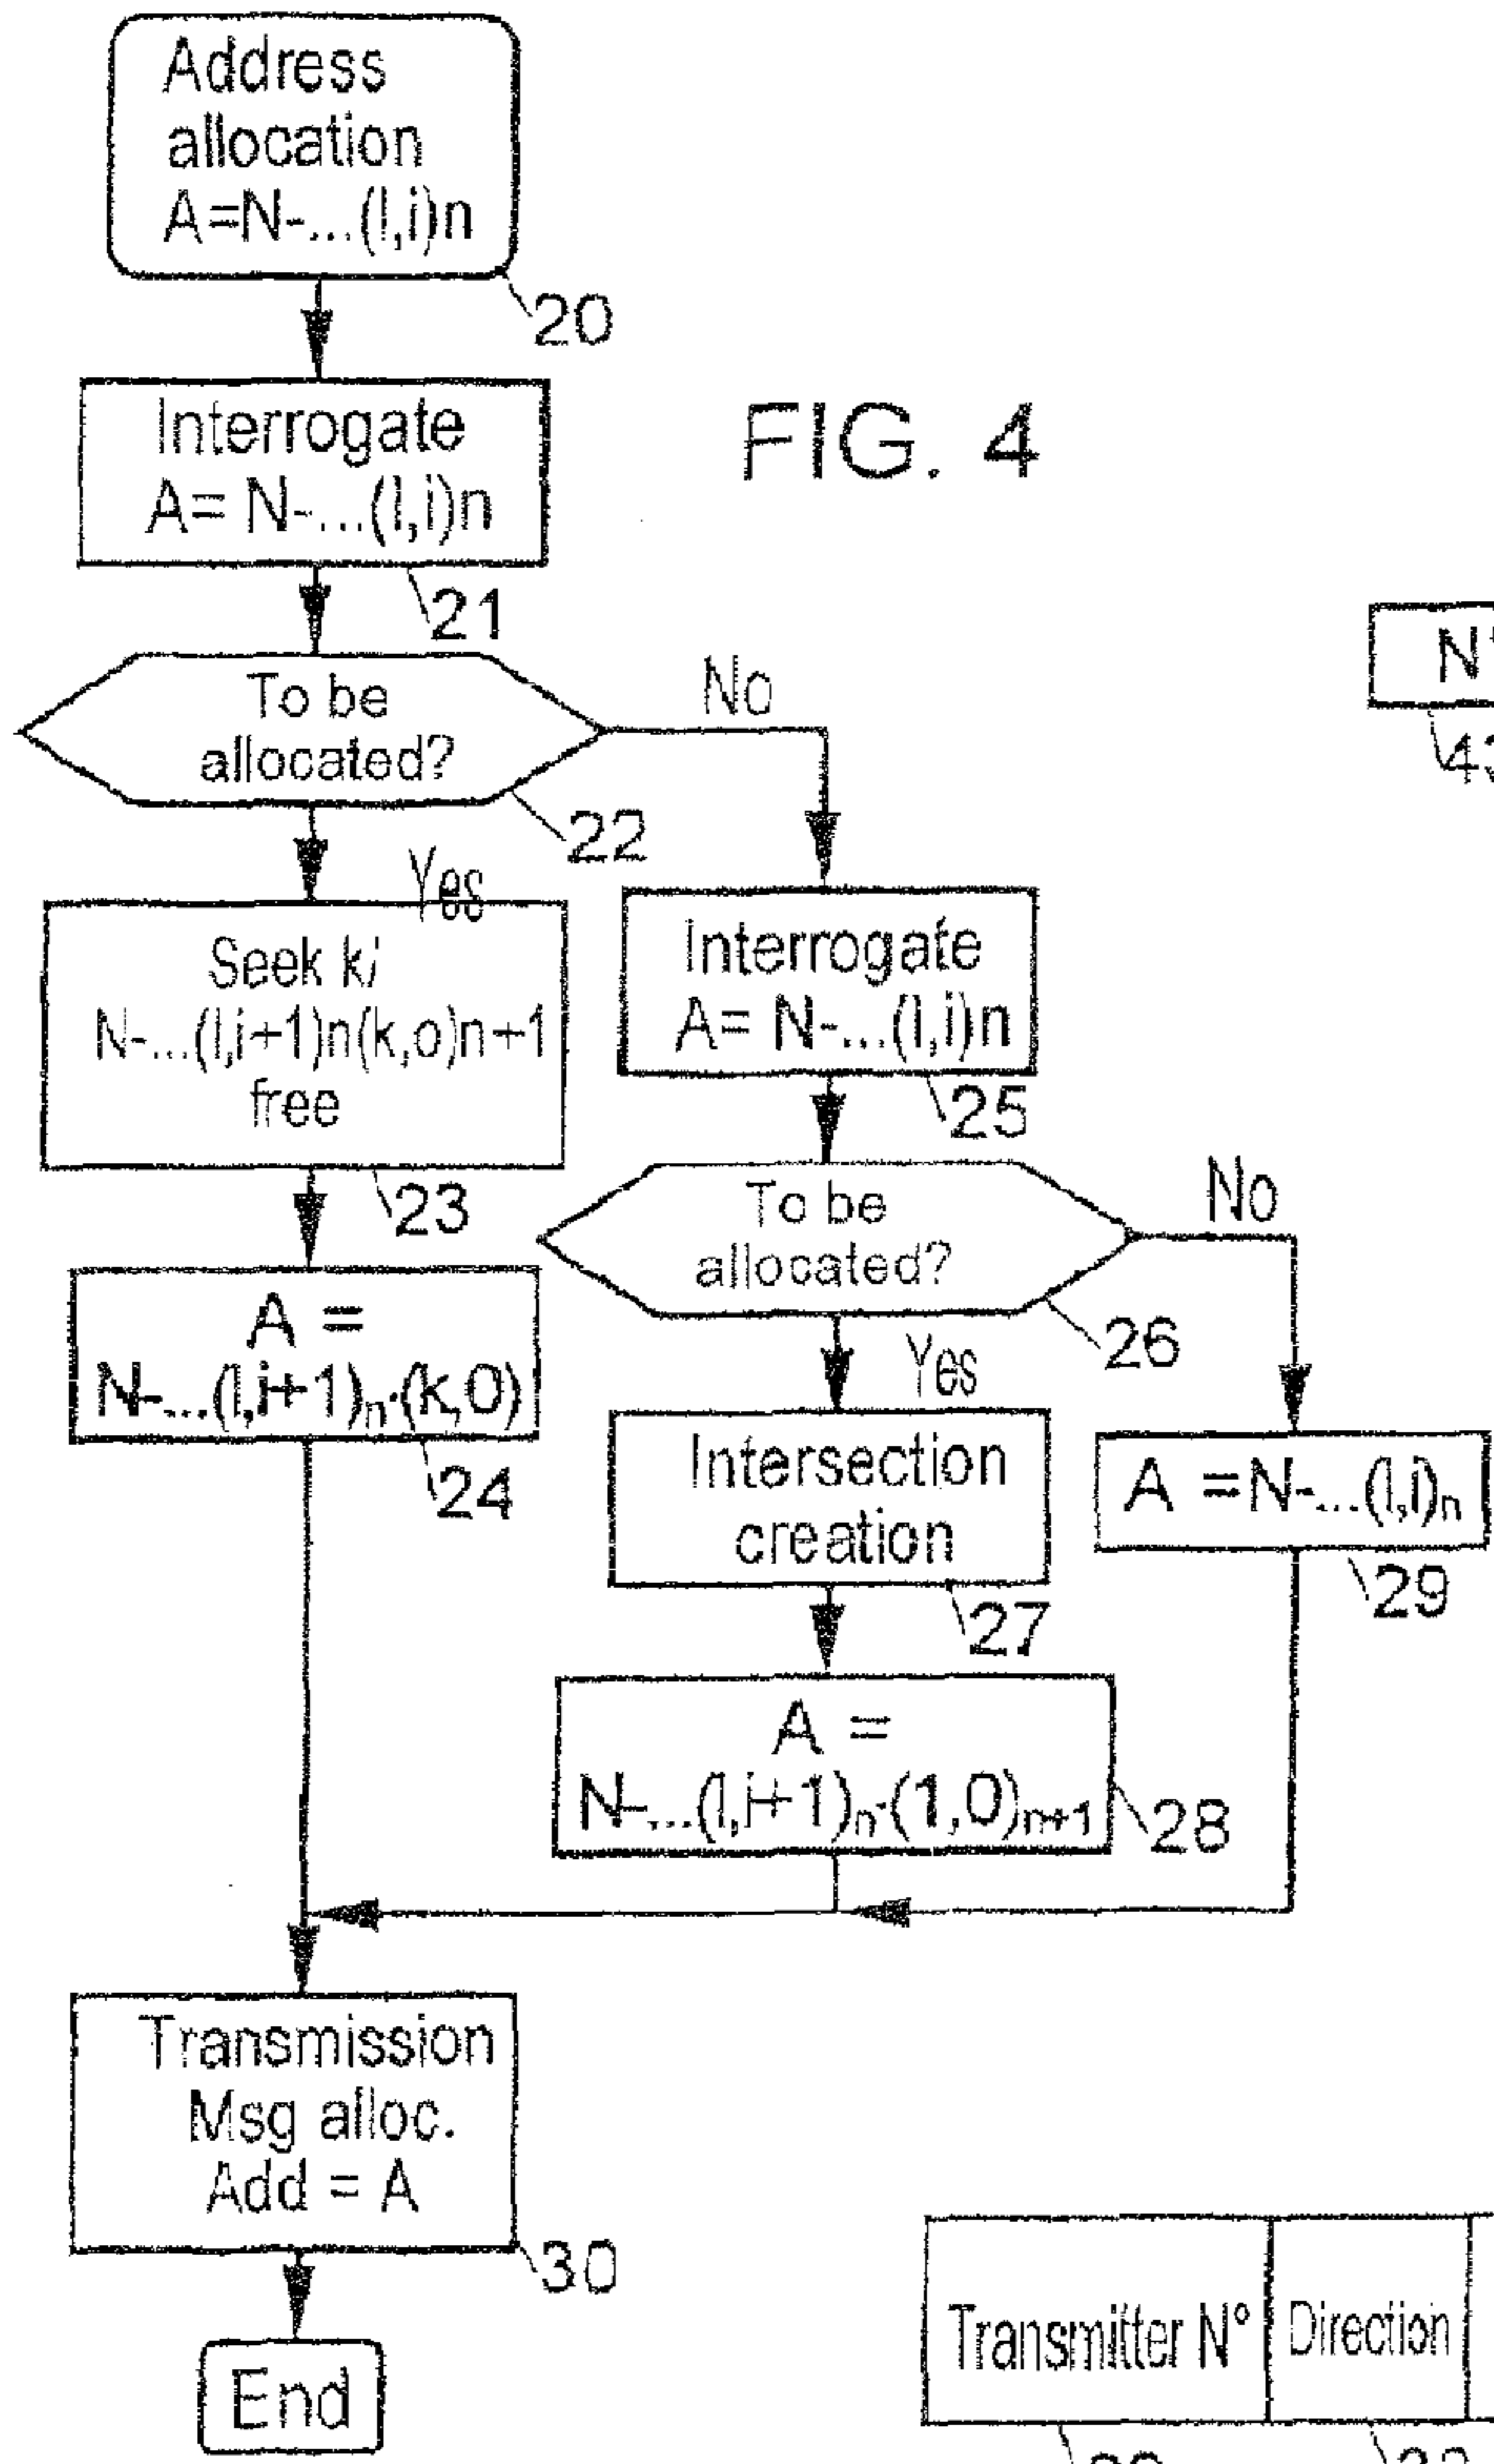 Address
allocation
A=N-...(l,i)n
20
Interrogate
A= N-...(l,i)n
21
FIG. 4
To be
allocated?
No
22
Yes
Seek k/
N-...(l,i+1)n(k,o)n+1
free
23
Interrogate
A= N-...(l,i)n
25
To be
allocated?
No
26
Yes
A =
N-...(l,i+1)n·(k,0)
24
Intersection
creation
27
A =N-...(l,i)n
29
A =
N-...(l,i+1)n·(1,0)n+1
28
Transmission
Msg alloc.
Add = A
30
End
Transmitter N°
Direction